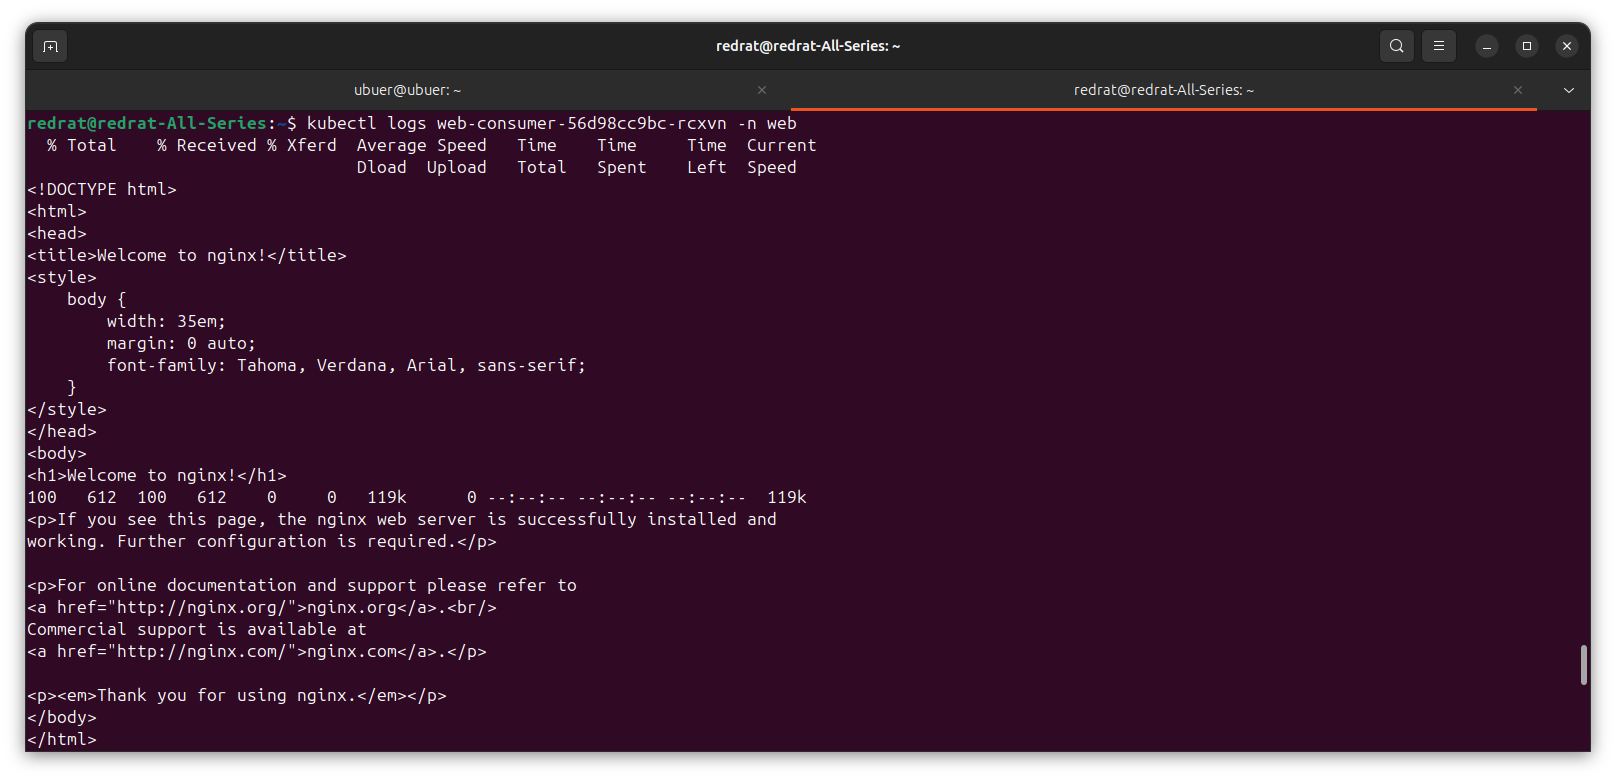 redrat@redrat-All-Series: ~
ubuer@ubuer: ~
redrat@redrat-All-Series: ~
redrat@redrat-All-Series:~$ kubectl logs web-consumer-56d98cc9bc-rcxvn -n web
  % Total    % Received % Xferd  Average Speed   Time    Time     Time  Current
                                 Dload  Upload   Total   Spent    Left  Speed
<!DOCTYPE html>
<html>
<head>
<title>Welcome to nginx!</title>
<style>
    body {
        width: 35em;
        margin: 0 auto;
        font-family: Tahoma, Verdana, Arial, sans-serif;
    }
</style>
</head>
<body>
<h1>Welcome to nginx!</h1>
100   612  100   612    0     0   119k      0 --:--:-- --:--:-- --:--:--  119k
<p>If you see this page, the nginx web server is successfully installed and
working. Further configuration is required.</p>

<p>For online documentation and support please refer to
<a href="http://nginx.org/">nginx.org</a>.<br/>
Commercial support is available at
<a href="http://nginx.com/">nginx.com</a>.</p>

<p><em>Thank you for using nginx.</em></p>
</body>
</html>